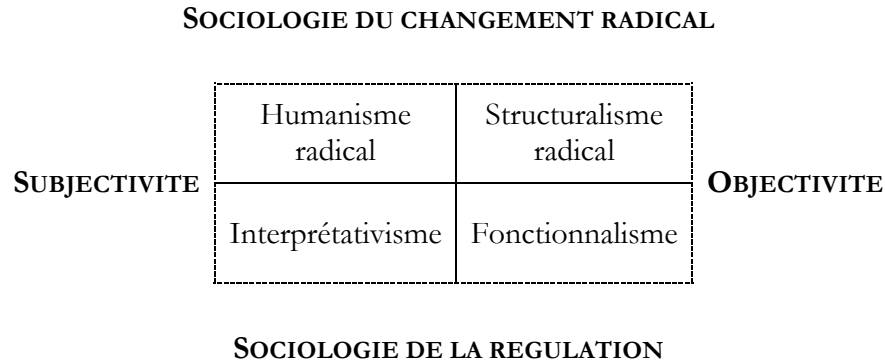 SOCIOLOGIE DU CHANGEMENT RADICAL
Humanisme
radical
Structuralisme
radical
SUBJECTIVITE
OBJECTIVITE
Interprétativisme
Fonctionnalisme
SOCIOLOGIE DE LA REGULATION